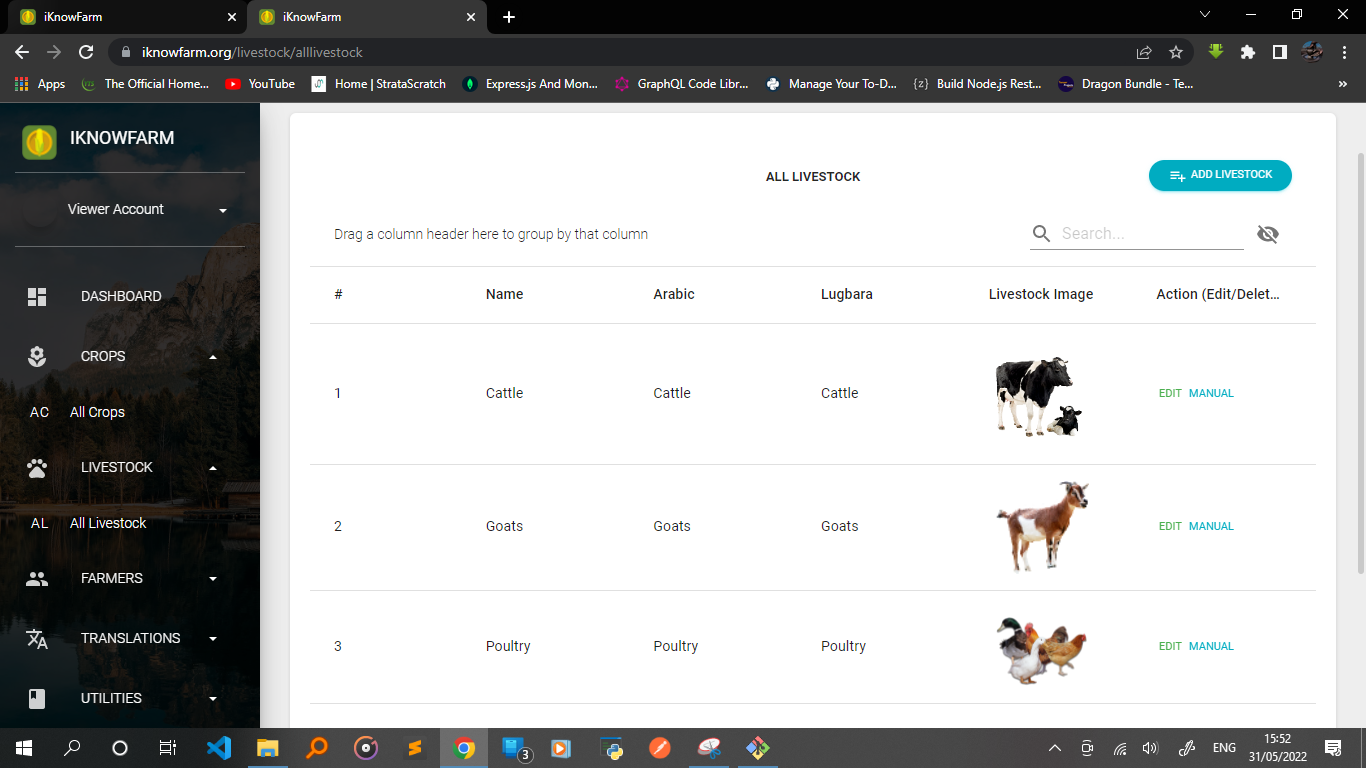 iKnowFarm
iKnowFarm
iknowfarm.org/livestock/alllivestock
Apps
The Official Home...
YouTube
Home | StrataScratch
Express.js And Mon...
GraphQL Code Libr...
Manage Your To-D...
Build Node.js Rest...
Dragon Bundle - Te...
»
IKNOWFARM
Viewer Account
DASHBOARD
CROPS
AC All Crops
LIVESTOCK
AL All Livestock
FARMERS
TRANSLATIONS
UTILITIES
ALL LIVESTOCK
ADD LIVESTOCK
Drag a column header here to group by that column
Search...
# Name Arabic Lugbara Livestock Image Action (Edit/Delet...
1 Cattle Cattle Cattle EDIT MANUAL
2 Goats Goats Goats EDIT MANUAL
3 Poultry Poultry Poultry EDIT MANUAL
3
ENG
15:52
31/05/2022